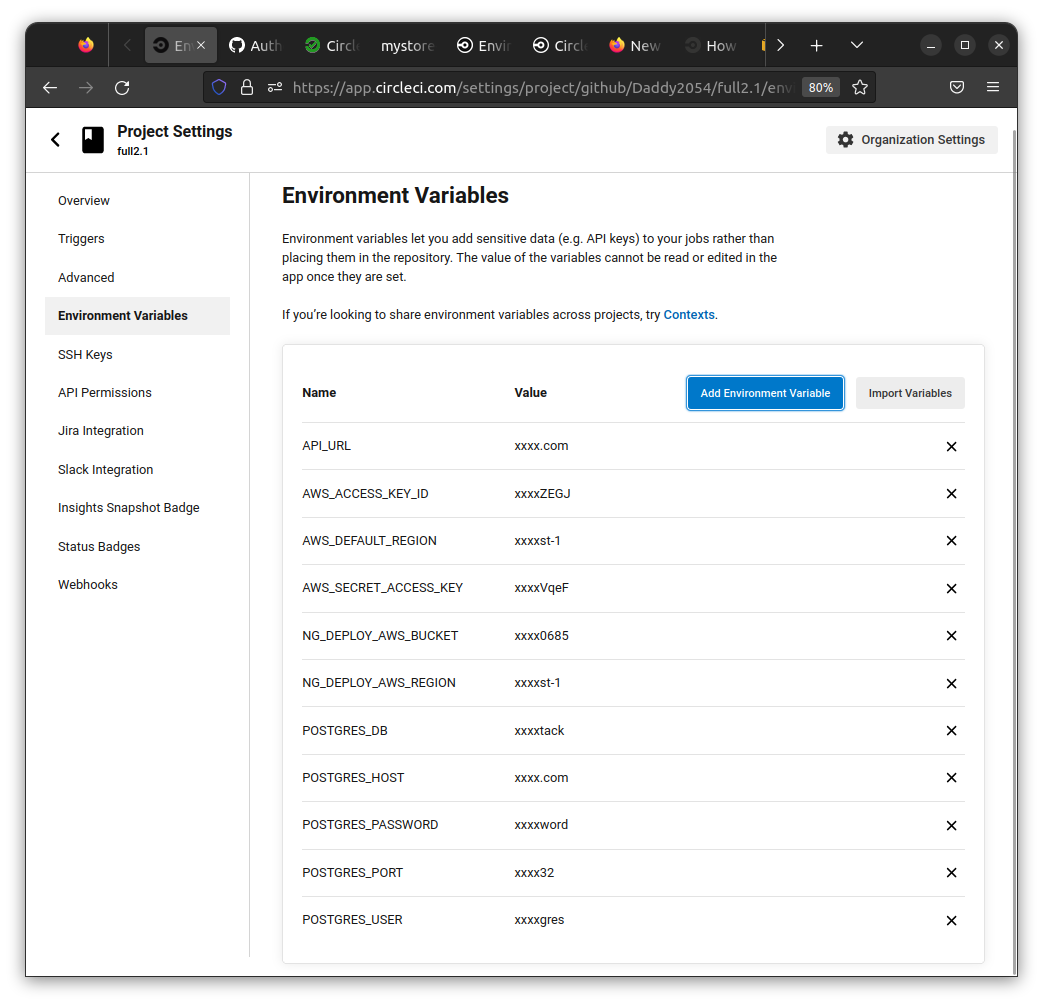 En
Auth
Circle
mystore
Envir
Circl
New
How
https://app.circleci.com/settings/project/github/Daddy2054/full2.1/env
80%
Project Settings
full2.1
Organization Settings
Overview
Triggers
Advanced
Environment Variables
SSH Keys
API Permissions
Jira Integration
Slack Integration
Insights Snapshot Badge
Status Badges
Webhooks
Environment Variables
Environment variables let you add sensitive data (e.g. API keys) to your jobs rather than
placing them in the repository. The value of the variables cannot be read or edited in the
app once they are set.
If you’re looking to share environment variables across projects, try Contexts.
Name Value Add Environment Variable Import Variables
API_URL xxxx.com
AWS_ACCESS_KEY_ID xxxxZEGJ
AWS_DEFAULT_REGION xxxxst-1
AWS_SECRET_ACCESS_KEY xxxxVqeF
NG_DEPLOY_AWS_BUCKET xxxx0685
NG_DEPLOY_AWS_REGION xxxxst-1
POSTGRES_DB xxxxtack
POSTGRES_HOST xxxx.com
POSTGRES_PASSWORD xxxxword
POSTGRES_PORT xxxx32
POSTGRES_USER xxxxgres